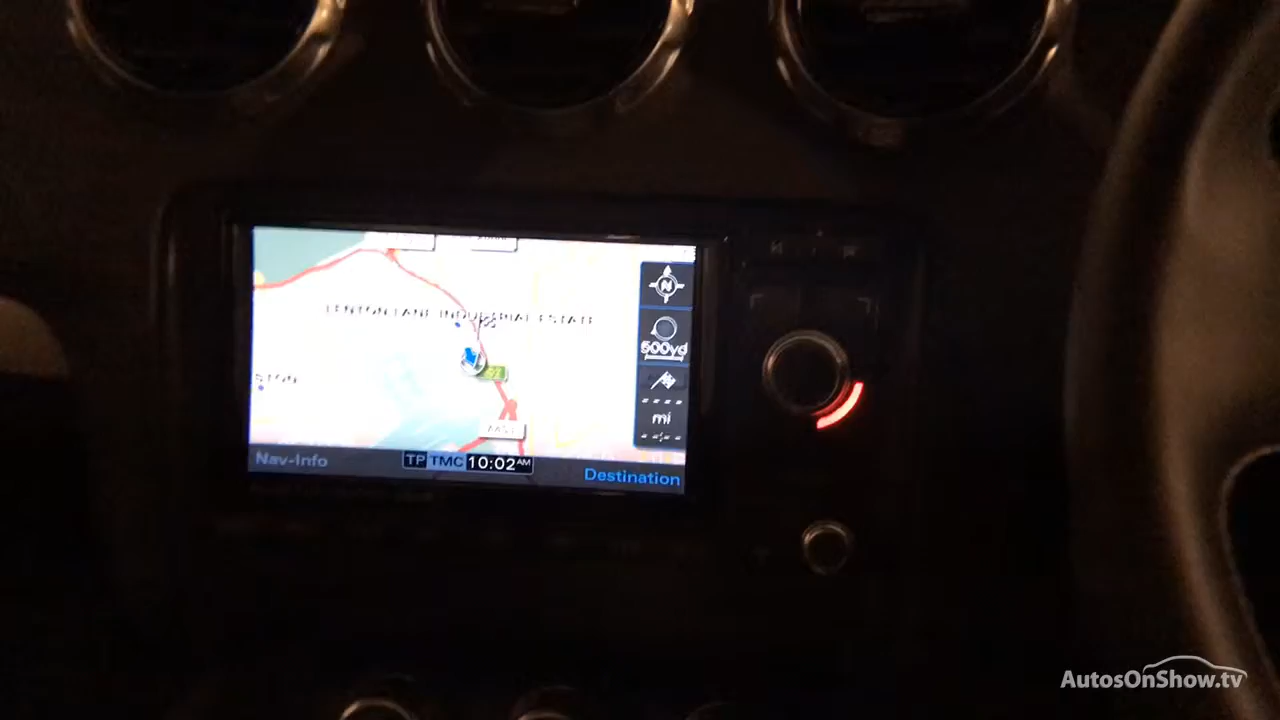 LENTON LANE INDUSTRIAL ESTATE
N
500yd
mi
Nav-Info
TP TMC 10:02 AM
Destination
AutosOnShow.tv